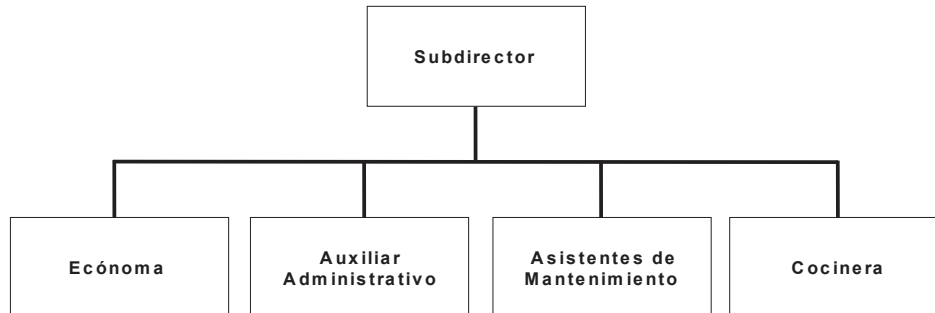 Subdirector
Ecónoma
Auxiliar
Administrativo
Asistentes de
Mantenimiento
Cocinera